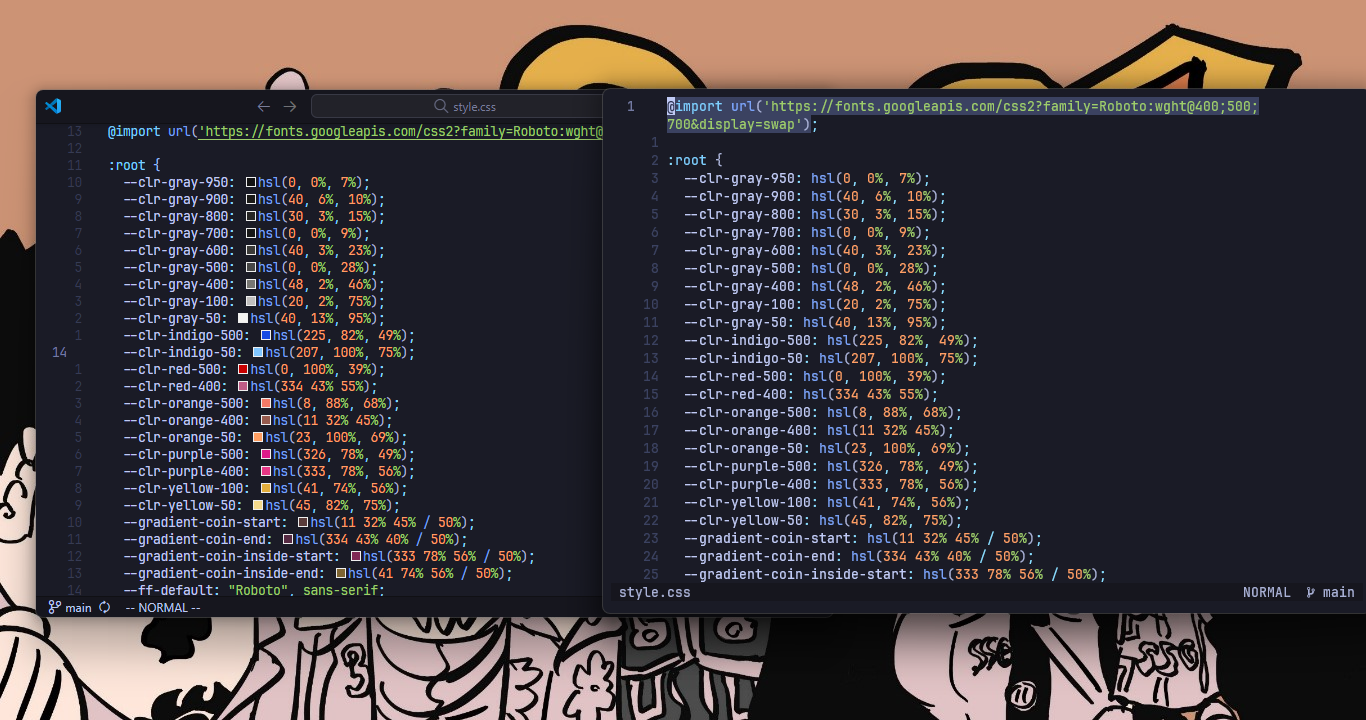 style.css
13 @import url('https://fonts.googleapis.com/css2?family=Roboto:wght@
12
11 :root {
10 --clr-gray-950: hsl(0, 0%, 7%);
9 --clr-gray-900: hsl(40, 6%, 10%);
8 --clr-gray-800: hsl(30, 3%, 15%);
7 --clr-gray-700: hsl(0, 0%, 9%);
6 --clr-gray-600: hsl(40, 3%, 23%);
5 --clr-gray-500: hsl(0, 0%, 28%);
4 --clr-gray-400: hsl(48, 2%, 46%);
3 --clr-gray-100: hsl(20, 2%, 75%);
2 --clr-gray-50: hsl(40, 13%, 95%);
1 --clr-indigo-500: hsl(225, 82%, 49%);
14 --clr-indigo-50: hsl(207, 100%, 75%);
1 --clr-red-500: hsl(0, 100%, 39%);
2 --clr-red-400: hsl(334 43% 55%);
3 --clr-orange-500: hsl(8, 88%, 68%);
4 --clr-orange-400: hsl(11 32% 45%);
5 --clr-orange-50: hsl(23, 100%, 69%);
6 --clr-purple-500: hsl(326, 78%, 49%);
7 --clr-purple-400: hsl(333, 78%, 56%);
8 --clr-yellow-100: hsl(41, 74%, 56%);
9 --clr-yellow-50: hsl(45, 82%, 75%);
10 --gradient-coin-start: hsl(11 32% 45% / 50%);
11 --gradient-coin-end: hsl(334 43% 40% / 50%);
12 --gradient-coin-inside-start: hsl(333 78% 56% / 50%);
13 --gradient-coin-inside-end: hsl(41 74% 56% / 50%);
14 --ff-default: "Roboto", sans-serif;
main -- NORMAL --
1 @import url('https://fonts.googleapis.com/css2?family=Roboto:wght@400;500;
700&display=swap');
1
2 :root {
3 --clr-gray-950: hsl(0, 0%, 7%);
4 --clr-gray-900: hsl(40, 6%, 10%);
5 --clr-gray-800: hsl(30, 3%, 15%);
6 --clr-gray-700: hsl(0, 0%, 9%);
7 --clr-gray-600: hsl(40, 3%, 23%);
8 --clr-gray-500: hsl(0, 0%, 28%);
9 --clr-gray-400: hsl(48, 2%, 46%);
10 --clr-gray-100: hsl(20, 2%, 75%);
11 --clr-gray-50: hsl(40, 13%, 95%);
12 --clr-indigo-500: hsl(225, 82%, 49%);
13 --clr-indigo-50: hsl(207, 100%, 75%);
14 --clr-red-500: hsl(0, 100%, 39%);
15 --clr-red-400: hsl(334 43% 55%);
16 --clr-orange-500: hsl(8, 88%, 68%);
17 --clr-orange-400: hsl(11 32% 45%);
18 --clr-orange-50: hsl(23, 100%, 69%);
19 --clr-purple-500: hsl(326, 78%, 49%);
20 --clr-purple-400: hsl(333, 78%, 56%);
21 --clr-yellow-100: hsl(41, 74%, 56%);
22 --clr-yellow-50: hsl(45, 82%, 75%);
23 --gradient-coin-start: hsl(11 32% 45% / 50%);
24 --gradient-coin-end: hsl(334 43% 40% / 50%);
25 --gradient-coin-inside-start: hsl(333 78% 56% / 50%);
style.css NORMAL main